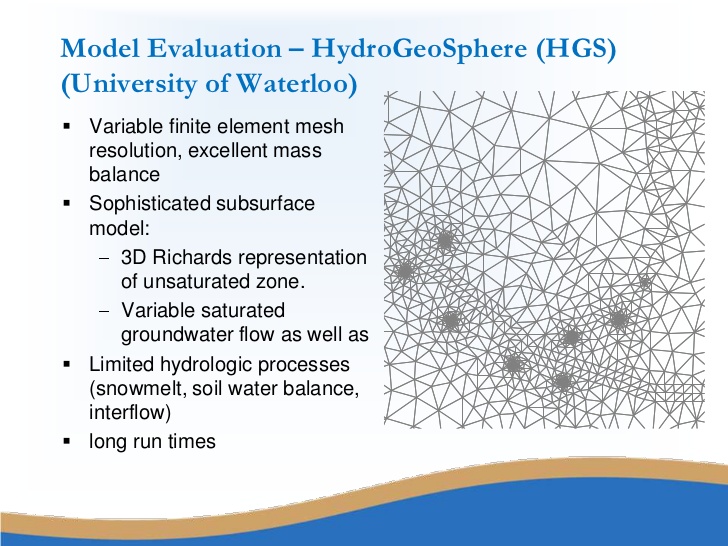 Model Evaluation – HydroGeoSphere (HGS)
(University of Waterloo)
▪ Variable finite element mesh
resolution, excellent mass
balance
▪ Sophisticated subsurface
model:
– 3D Richards representation
of unsaturated zone.
– Variable saturated
groundwater flow as well as
▪ Limited hydrologic processes
(snowmelt, soil water balance,
interflow)
▪ long run times